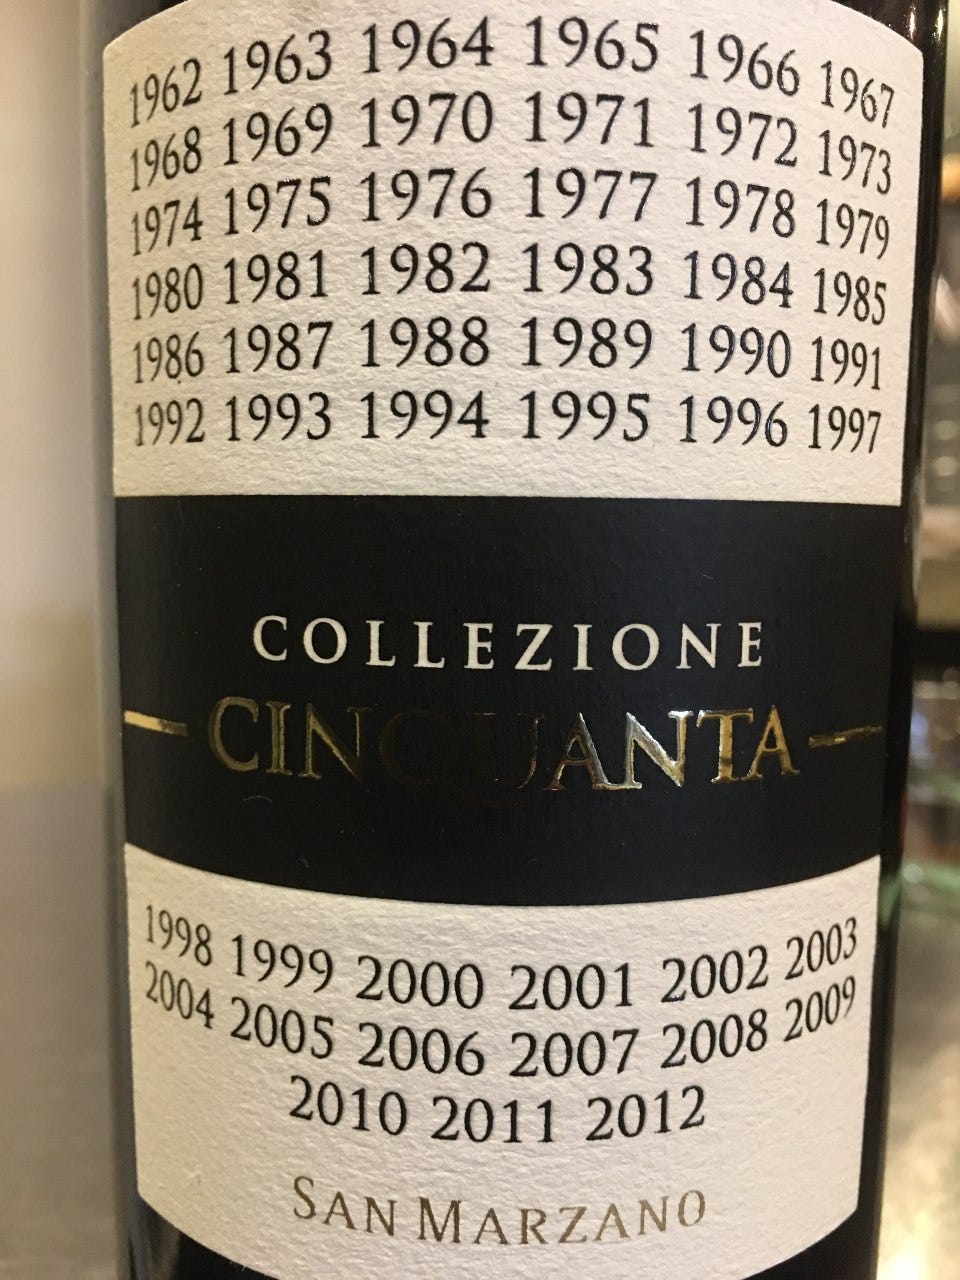 1962 1963 1964 1965 1966 1967
1968 1969 1970 1971 1972 1973
1974 1975 1976 1977 1978 1979
1980 1981 1982 1983 1984 1985
1986 1987 1988 1989 1990 1991
1992 1993 1994 1995 1996 1997
COLLEZIONE
CINQUANTA
1998 1999 2000 2001 2002 2003
2004 2005 2006 2007 2008 2009
2010 2011 2012
SAN MARZANO